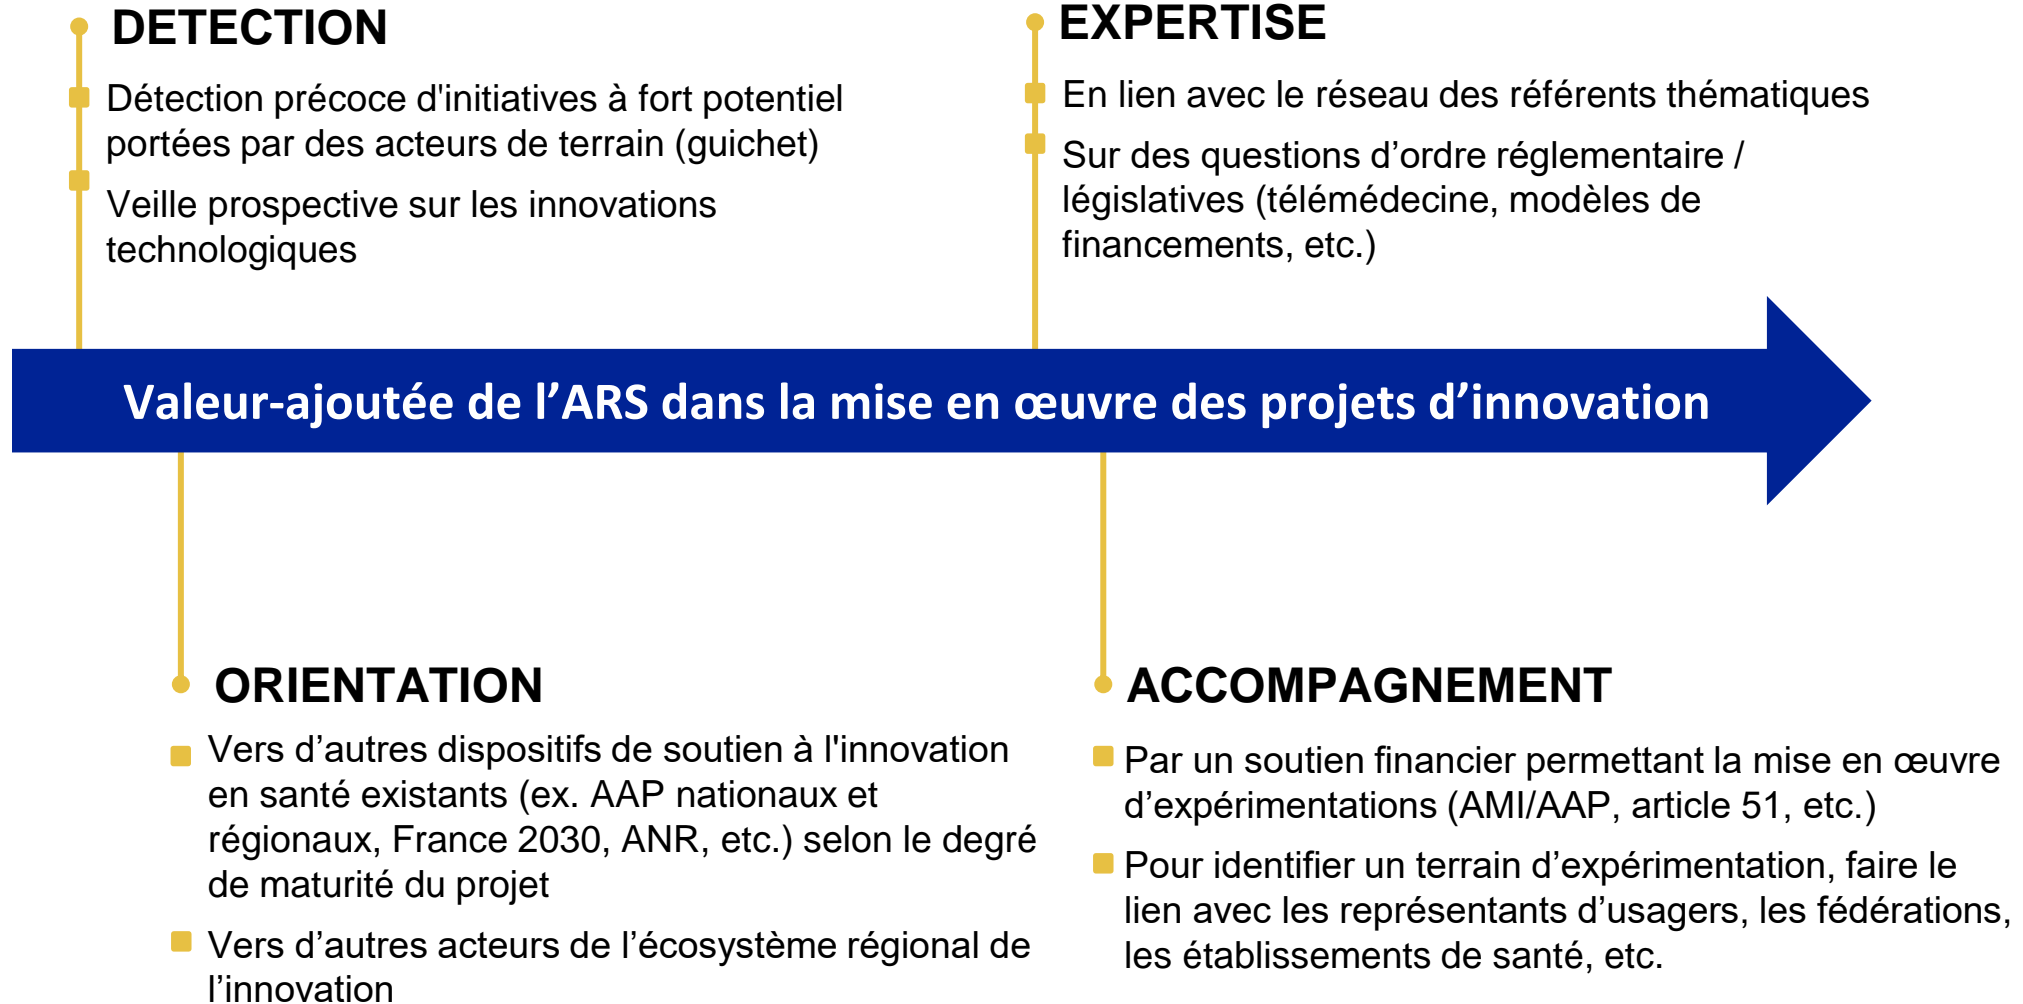 DETECTION
Détection précoce d'initiatives à fort potentiel
portées par des acteurs de terrain (guichet)
Veille prospective sur les innovations
technologiques
EXPERTISE
En lien avec le réseau des référents thématiques
Sur des questions d’ordre réglementaire /
législatives (télémédecine, modèles de
financements, etc.)
Valeur-ajoutée de l’ARS dans la mise en œuvre des projets d’innovation
ORIENTATION
Vers d’autres dispositifs de soutien à l'innovation
en santé existants (ex. AAP nationaux et
régionaux, France 2030, ANR, etc.) selon le degré
de maturité du projet
Vers d’autres acteurs de l’écosystème régional de
l’innovation
ACCOMPAGNEMENT
Par un soutien financier permettant la mise en œuvre
d’expérimentations (AMI/AAP, article 51, etc.)
Pour identifier un terrain d’expérimentation, faire le
lien avec les représentants d’usagers, les fédérations,
les établissements de santé, etc.